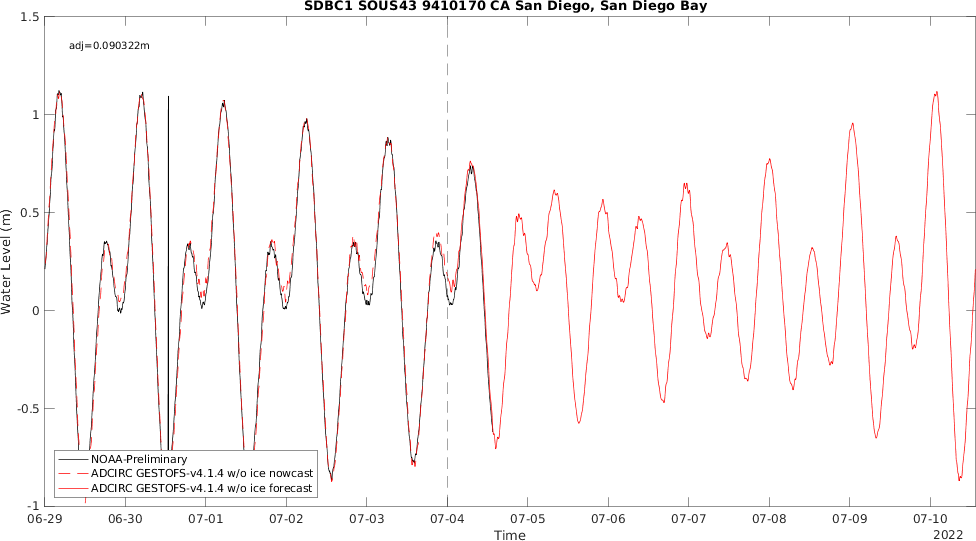 SDBC1 SOUS43 9410170 CA San Diego, San Diego Bay
1.5
adj=0.090322m
1
0.5
Water Level (m)
0
-0.5
NOAA-Preliminary
ADCIRC GESTOFS-v4.1.4 w/o ice nowcast
ADCIRC GESTOFS-v4.1.4 w/o ice forecast
-1
06-29 06-30 07-01 07-02 07-03 07-04 07-05 07-06 07-07 07-08 07-09 07-10
Time 2022